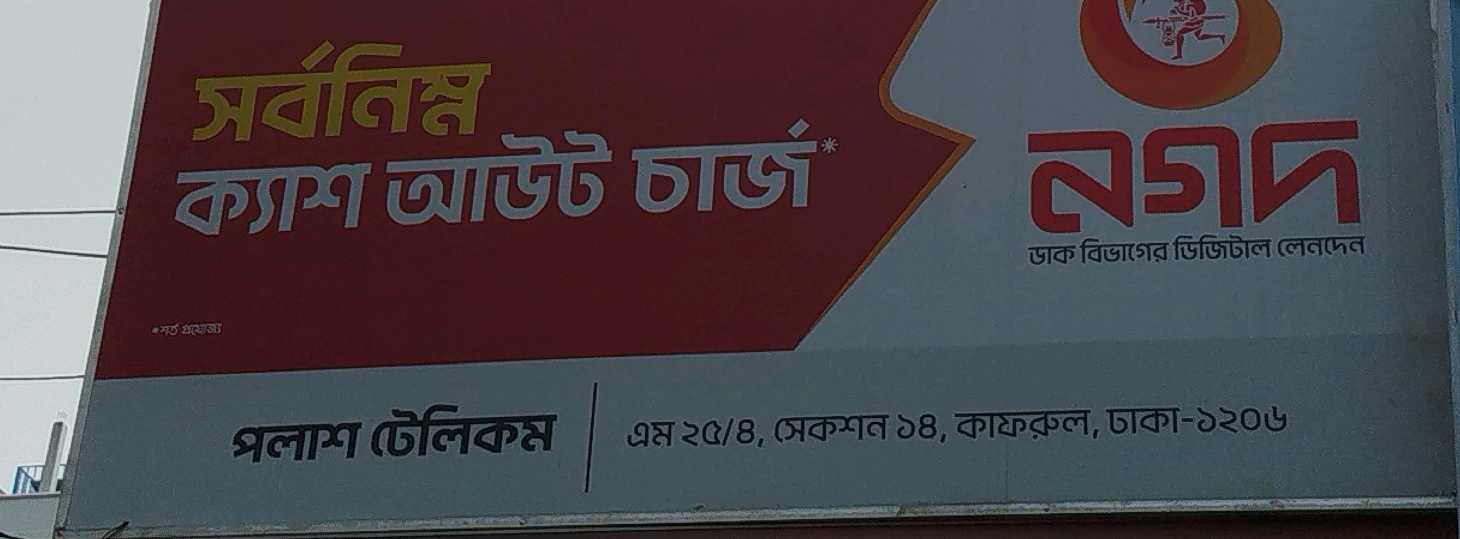 সর্বনিম্ন
ক্যাশ আউট চার্জ*
নগদ
ডাক বিভাগের ডিজিটাল লেনদেন
*শর্ত প্রযোজ্য
পলাশ টেলিকম | এম ২৫/৪, সেকশন ১৪, কাফরুল, ঢাকা-১২০৬